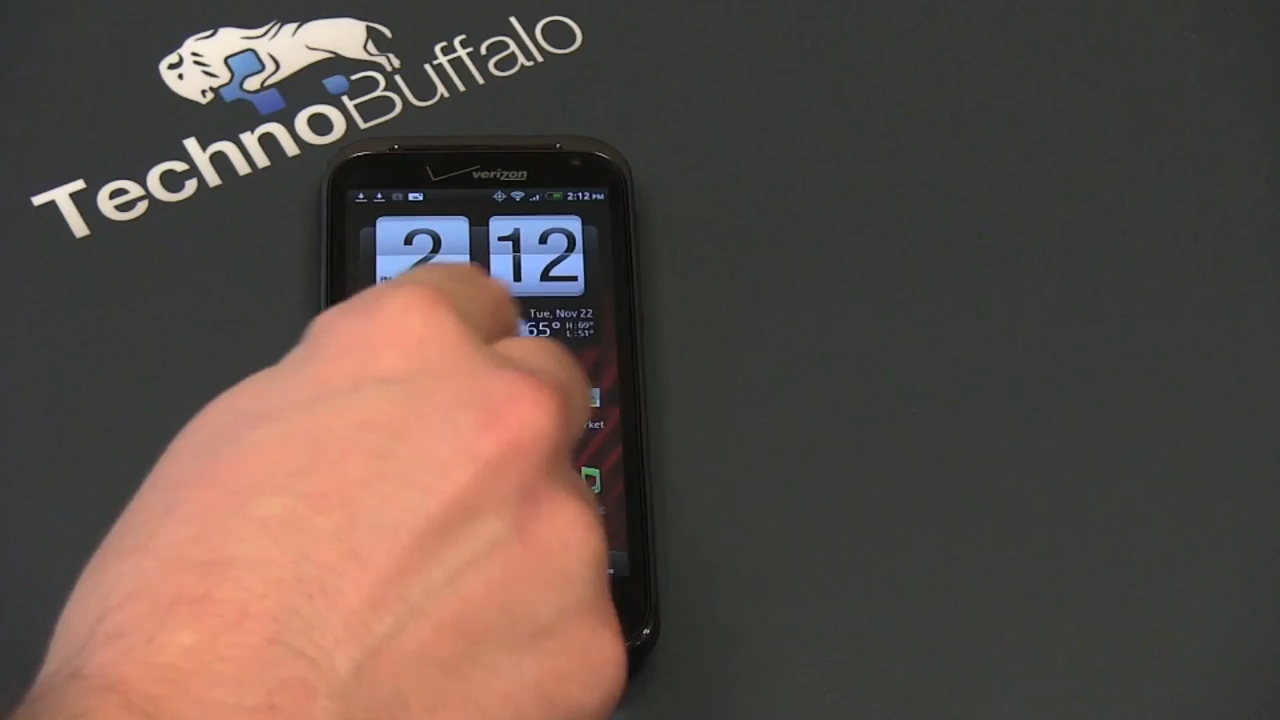 TechnoBuffalo
verizon
2:12 PM
2 12
Tue, Nov 22
65° H:69°
L:51°
rket